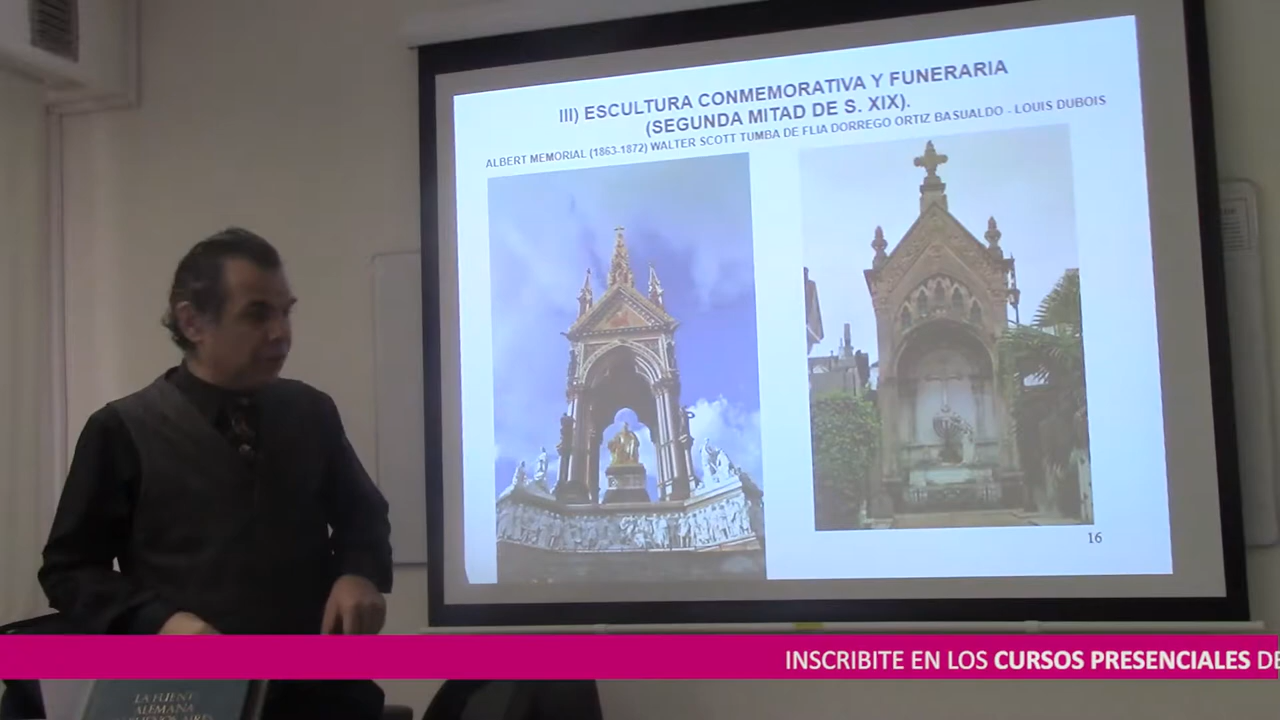 III) ESCULTURA CONMEMORATIVA Y FUNERARIA
(SEGUNDA MITAD DE S. XIX).
ALBERT MEMORIAL (1863-1872) WALTER SCOTT TUMBA DE FLIA DORREGO ORTIZ BASUALDO - LOUIS DUBOIS
16
INSCRIBITE EN LOS CURSOS PRESENCIALES DE
LA FUENT
ALEMANA